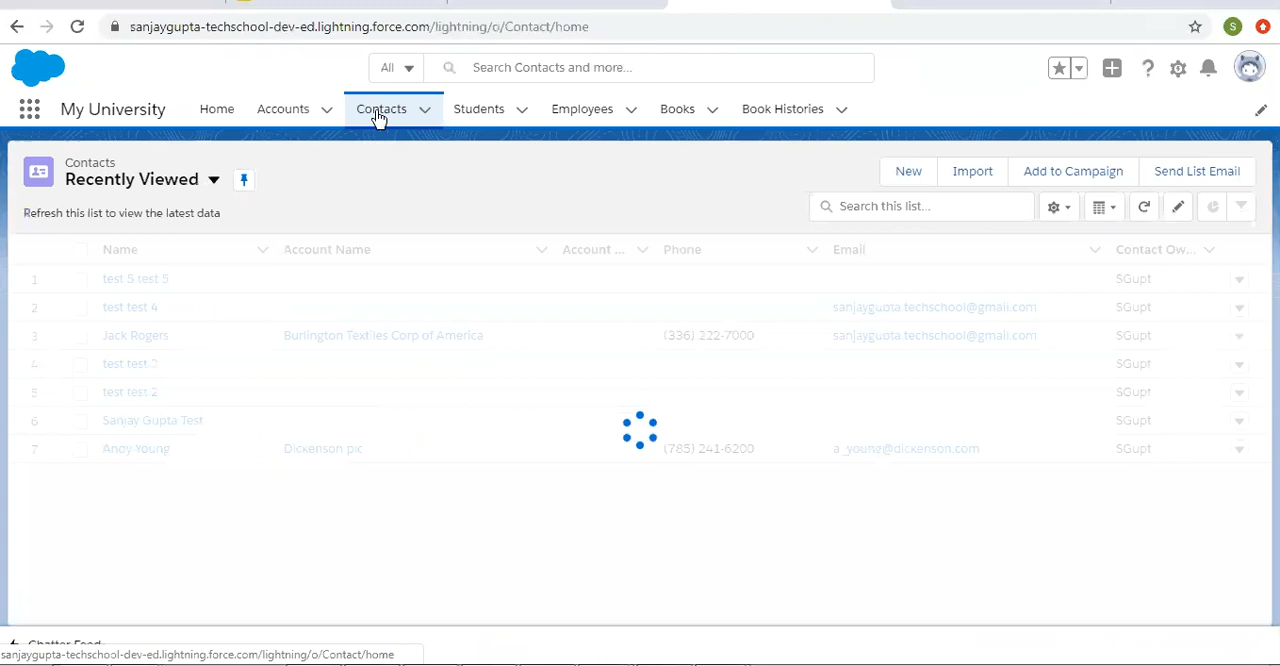 sanjaygupta-techschool-dev-ed.lightning.force.com/lightning/o/Contact/home
S
All
Search Contacts and more...
My University
Home
Accounts
Contacts
Students
Employees
Books
Book Histories
Contacts
Recently Viewed
New
Import
Add to Campaign
Send List Email
Refresh this list to view the latest data
Search this list...
Name
Account Name
Account ...
Phone
Email
Contact Ow...
1 test 5 test 5 SGupt
2 test test 4 sanjaygupta.techschool@gmail.com SGupt
3 Jack Rogers Burlington Textiles Corp of America (336) 222-7000 sanjaygupta.techschool@gmail.com SGupt
4 test test SGupt
5 test test 2 SGupt
6 Sanjay Gupta Test SGupt
7 Andy Young Dickenson plc (785) 241-6200 a_young@dickenson.com SGupt
Chatter Feed
sanjaygupta-techschool-dev-ed.lightning.force.com/lightning/o/Contact/home